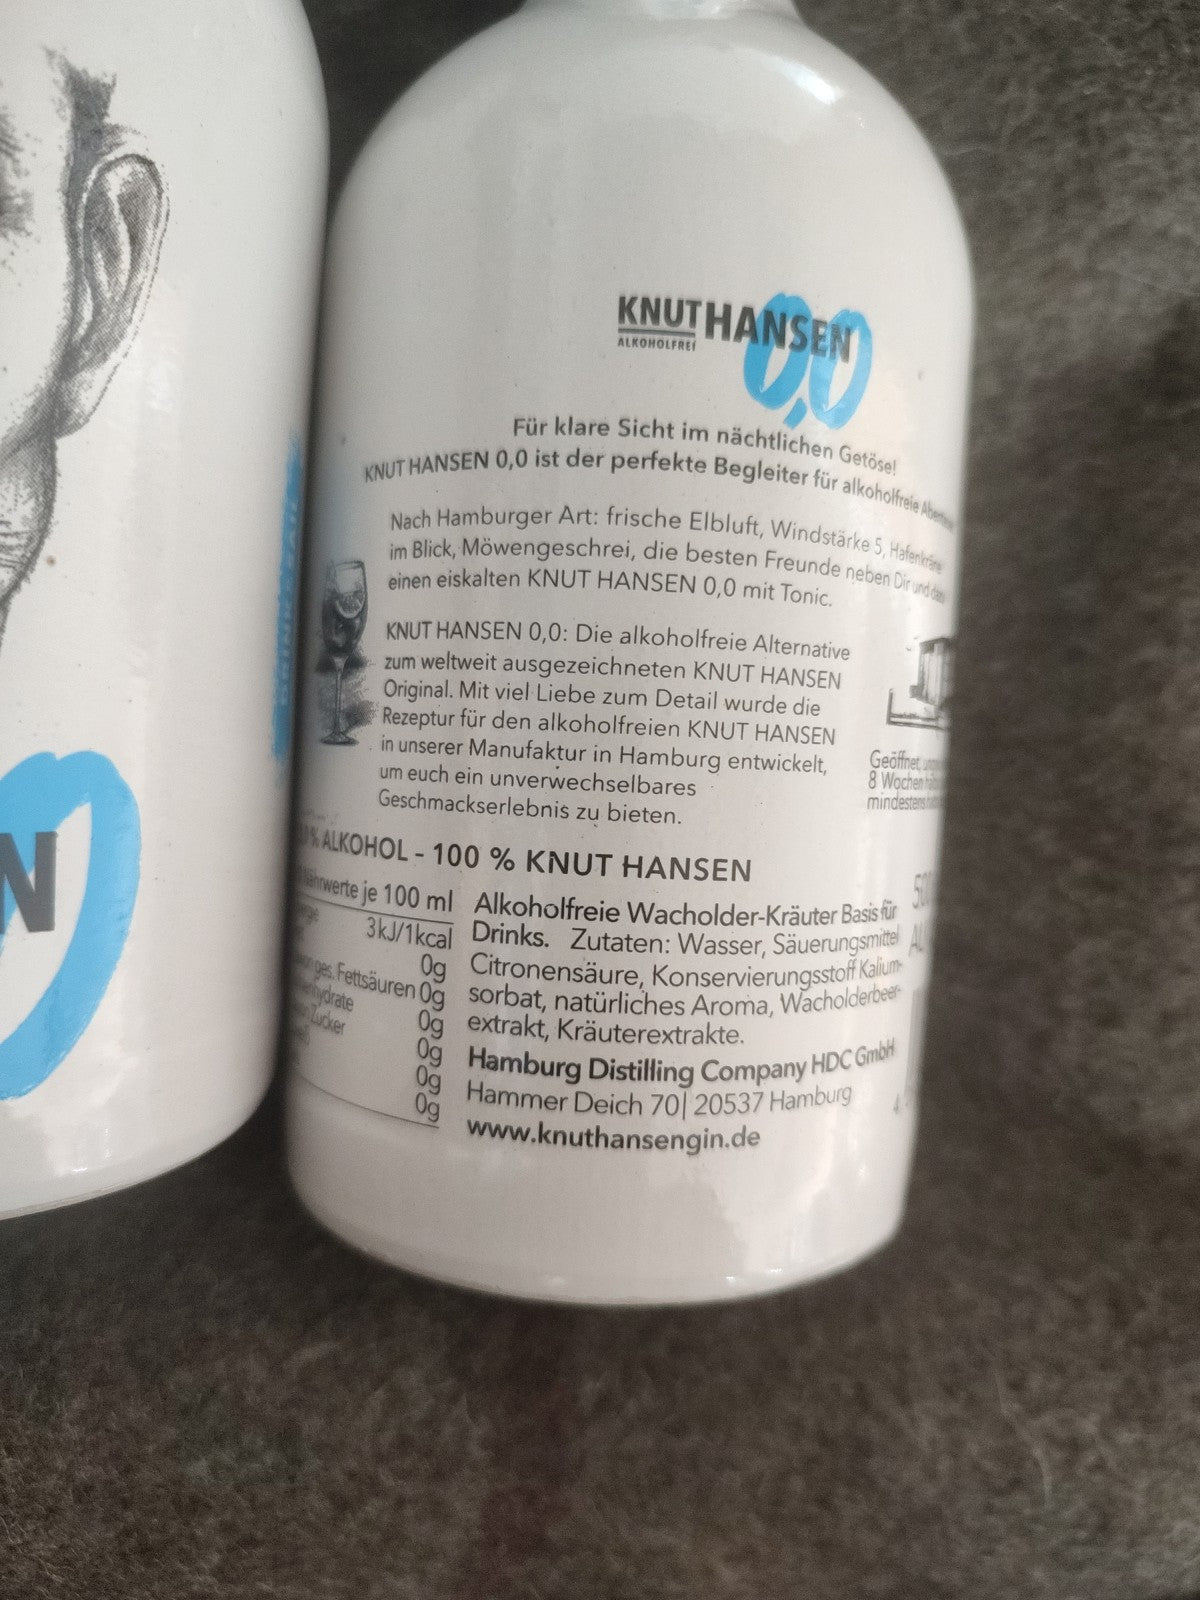 KNUT HANSEN 0,0
ALKOHOLFREI
Für klare Sicht im nächtlichen Getöse!
KNUT HANSEN 0,0 ist der perfekte Begleiter für alkoholfreie
Nach Hamburger Art: frische Elbluft, Windstärke 5, Hafenkräne
im Blick, Möwengeschrei, die besten Freunde neben Dir und dazu
einen eiskalten KNUT HANSEN 0,0 mit Tonic.
KNUT HANSEN 0,0: Die alkoholfreie Alternative
zum weltweit ausgezeichneten KNUT HANSEN
Original. Mit viel Liebe zum Detail wurde die
Rezeptur für den alkoholfreien KNUT HANSEN
in unserer Manufaktur in Hamburg entwickelt,
um euch ein unverwechselbares
Geschmackserlebnis zu bieten.
Geöffnet,
8 Wochen
mindestens
% ALKOHOL - 100 % KNUT HANSEN
je 100 ml
3kJ/1kcal
0g
ges. Fettsäuren 0g
0g
Zucker 0g
0g
0g
Alkoholfreie Wacholder-Kräuter Basis für
Drinks. Zutaten: Wasser, Säuerungsmittel
Citronensäure, Konservierungsstoff Kalium-
sorbat, natürliches Aroma, Wacholderbeer-
extrakt, Kräuterextrakte.
Hamburg Distilling Company HDC GmbH
Hammer Deich 70| 20537 Hamburg
www.knuthansengin.de
N